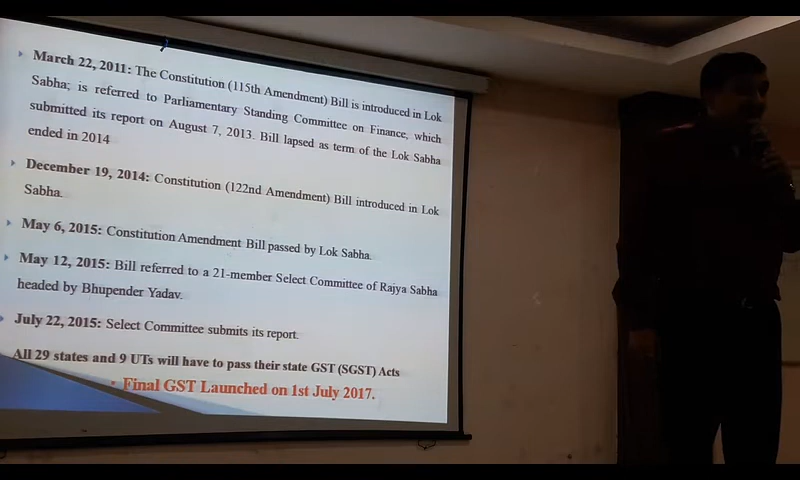 March 22, 2011: The Constitution (115th Amendment) Bill is introduced in Lok
Sabha; is referred to Parliamentary Standing Committee on Finance, which
submitted its report on August 7, 2013. Bill lapsed as term of the Lok Sabha
ended in 2014
December 19, 2014: Constitution (122nd Amendment) Bill introduced in Lok
Sabha.
May 6, 2015: Constitution Amendment Bill passed by Lok Sabha.
May 12, 2015: Bill referred to a 21-member Select Committee of Rajya Sabha
headed by Bhupender Yadav.
July 22, 2015: Select Committee submits its report.
All 29 states and 9 UTs will have to pass their state GST (SGST) Acts
• Final GST Launched on 1st July 2017.